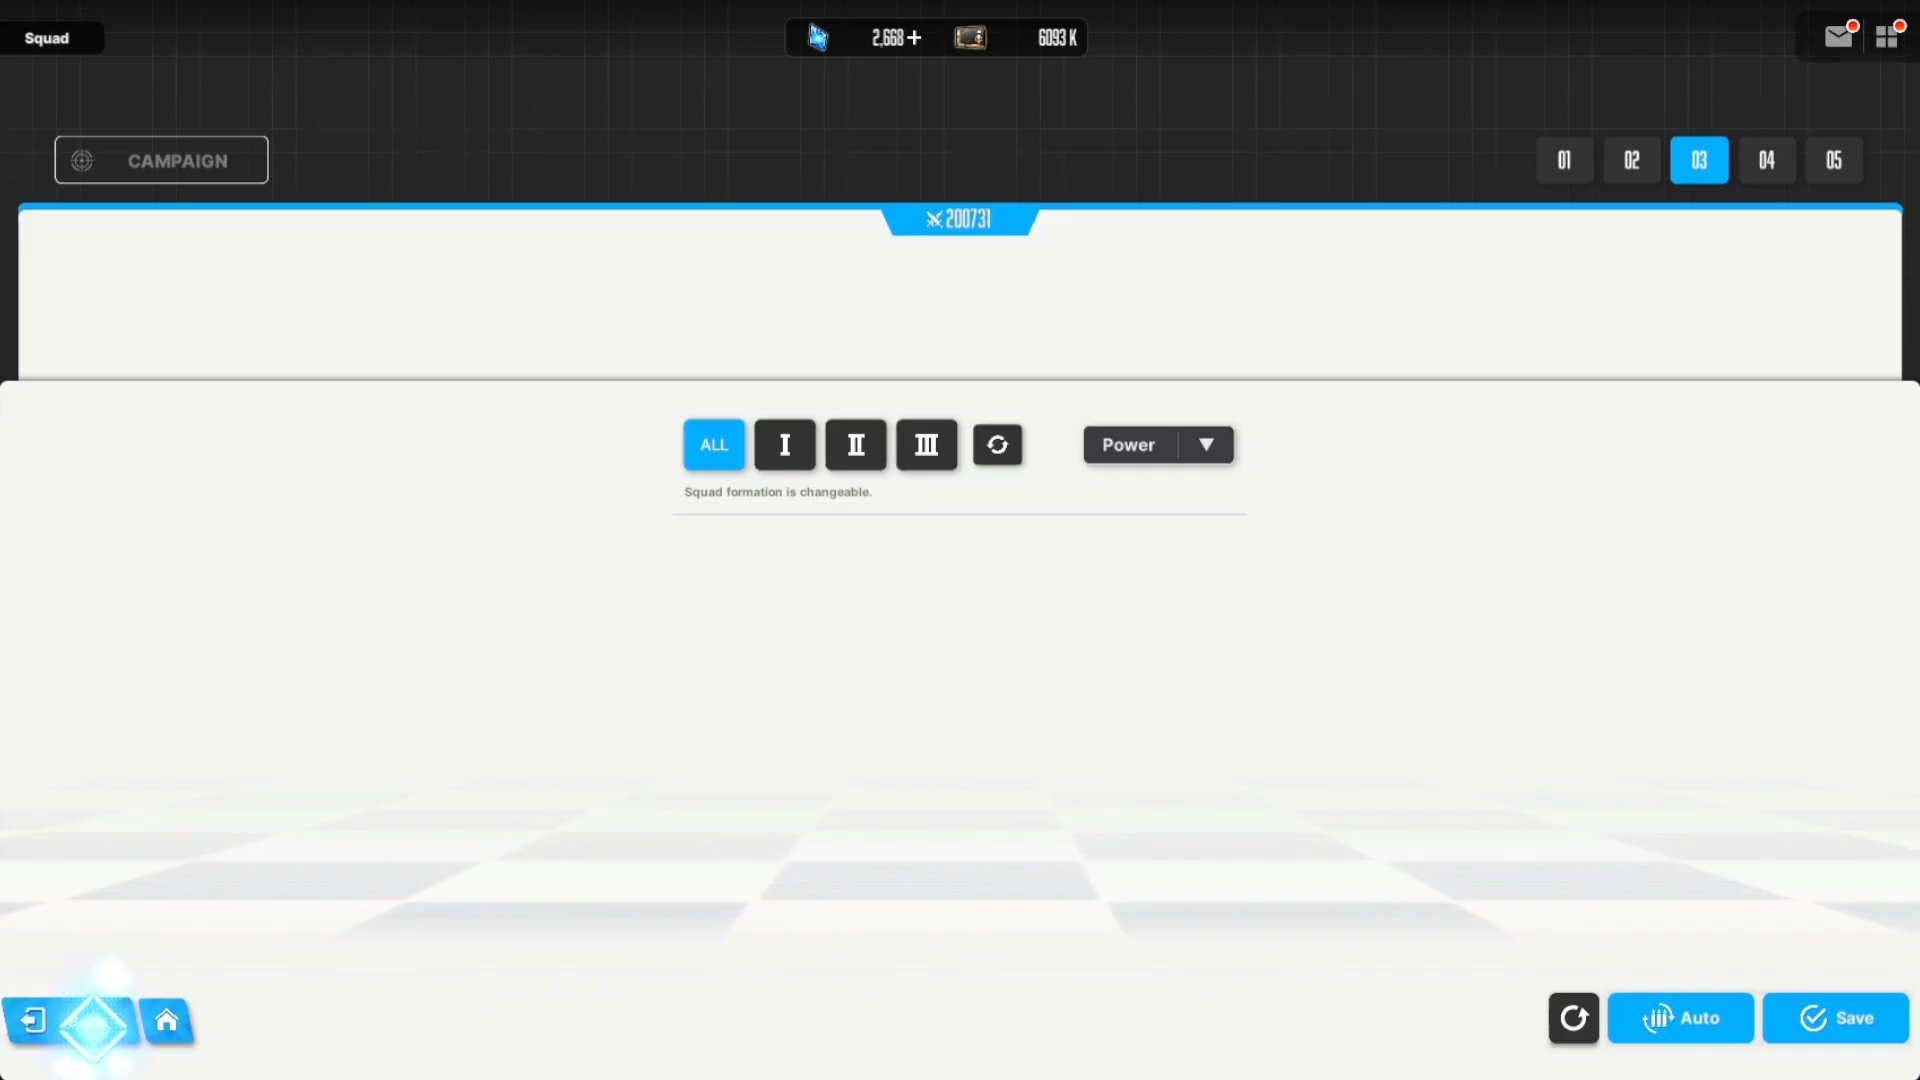 Squad
2,668+
6093 K
CAMPAIGN
01
02
03
04
05
200731
ALL
I
II
III
Power
Squad formation is changeable.
Auto
Save